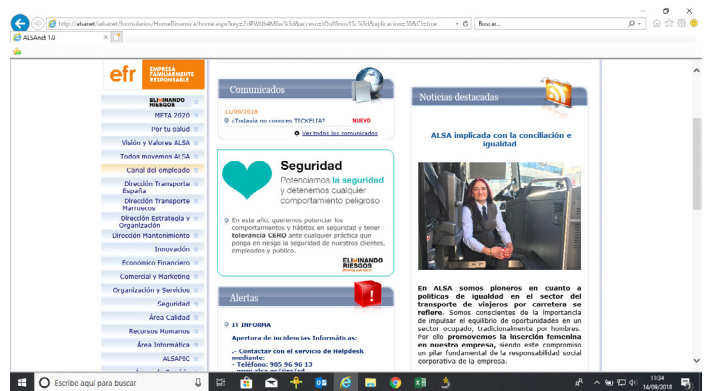 Buscar...
ALSAnet 1.0
efr
EMPRESA
FAMILIARMENTE
RESPONSABLE
ELIMINANDO
RIESGOS
META 2020
Por tu salud
Visión y Valores ALSA
Todos movemos ALSA
Canal del empleado
Dirección Transporte
España
Dirección Transporte
Marruecos
Dirección Estrategia y
Organización
Dirección Mantenimiento
Innovación
Económico Financiero
Comercial y Marketing
Organización y Servicios
Seguridad
Área Calidad
Recursos Humanos
Área Informática
ALSAPIC
Comunicados
11/09/2018
¿Todavía no conoces TICKELIA? NUEVO
Ver todos los comunicados
Seguridad
Potenciamos la seguridad
y detenemos cualquier
comportamiento peligroso
En este año, queremos potenciar los
comportamientos y hábitos en seguridad y tener
tolerancia CERO ante cualquier práctica que
ponga en riesgo la seguridad de nuestros clientes,
empleados y público.
ELIMINANDO
RIESGOS
Alertas
IT INFORMA
Apertura de incidencias Informáticas:
.- Contactar con el servicio de Helpdesk
mediante:
- Teléfono: 985 96 96 13
Noticias destacadas
ALSA implicada con la conciliación e
igualdad
En ALSA somos pioneros en cuanto a
políticas de igualdad en el sector del
transporte de viajeros por carretera se
refiere. Somos conscientes de la importancia
de impulsar el equilibrio de oportunidades en un
sector ocupado, tradicionalmente por hombres.
Por ello promovemos la inserción femenina
en nuestra empresa, siendo este compromiso
un pilar fundamental de la responsabilidad social
corporativa de la empresa.
Escribe aquí para buscar
11:04
14/09/2018